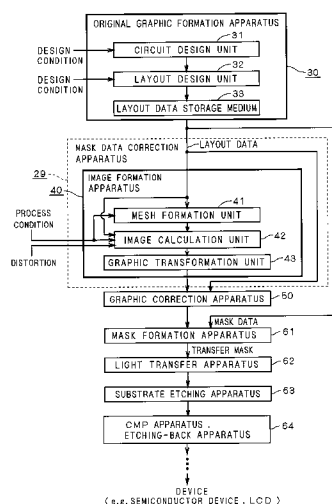 ORIGINAL GRAPHIC FORMATION APPARATUS
31
DESIGN CONDITION
CIRCUIT DESIGN UNIT
32
DESIGN CONDITION
LAYOUT DESIGN UNIT
33
30
LAYOUT DATA STORAGE MEDIUM
MASK DATA CORRECTION APPARATUS
LAYOUT DATA
29
IMAGE FORMATION APPARATUS
40
41
MESH FORMATION UNIT
PROCESS CONDITION
42
IMAGE CALCULATION UNIT
43
DISTORTION
GRAPHIC TRANSFORMATION UNIT
GRAPHIC CORRECTION APPARATUS
50
MASK DATA
MASK FORMATION APPARATUS
61
TRANSFER MASK
LIGHT TRANSFER APPARATUS
62
SUBSTRATE ETCHING APPARATUS
63
CMP APPARATUS,
ETCHING-BACK APPARATUS
64
DEVICE
(e.g. SEMICONDUCTOR DEVICE, LCD)